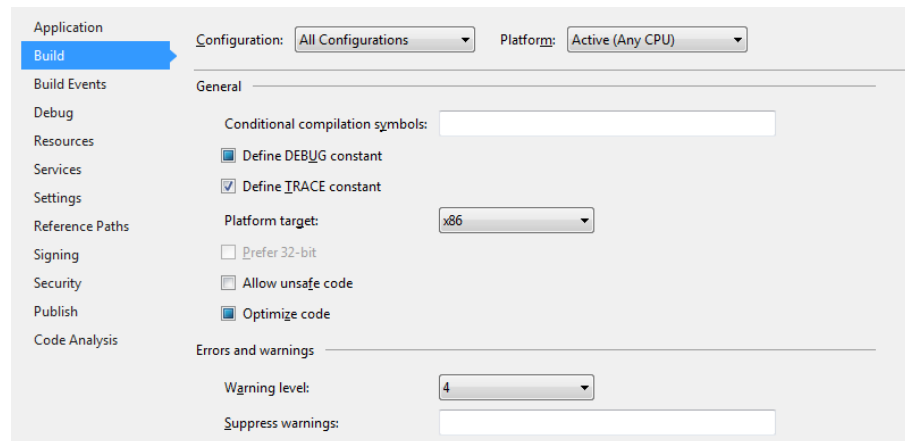 Application
Build
Build Events
Debug
Resources
Services
Settings
Reference Paths
Signing
Security
Publish
Code Analysis
Configuration: All Configurations Platform: Active (Any CPU)
General
Conditional compilation symbols:
Define DEBUG constant
Define TRACE constant
Platform target: x86
Prefer 32-bit
Allow unsafe code
Optimize code
Errors and warnings
Warning level: 4
Suppress warnings: